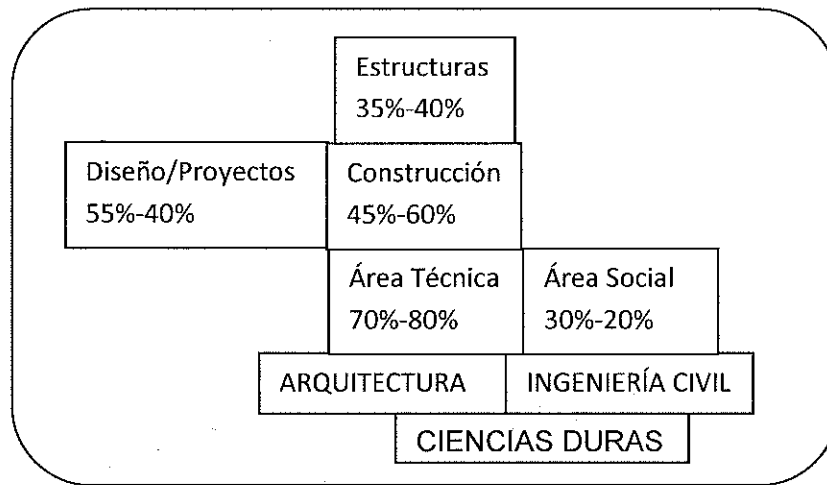 Estructuras
35%-40%
Diseño/Proyectos
55%-40%
Construcción
45%-60%
Área Técnica
70%-80%
Área Social
30%-20%
ARQUITECTURA
INGENIERÍA CIVIL
CIENCIAS DURAS